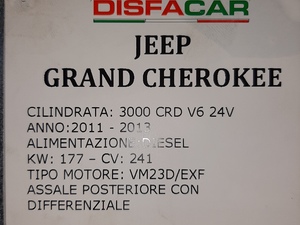 DISFACAR
JEEP
GRAND CHEROKEE
CILINDRATA: 3000 CRD V6 24V
ANNO:2011 - 2013
ALIMENTAZIONE: DIESEL
KW: 177 – CV: 241
TIPO MOTORE: VM23D/EXF
ASSALE POSTERIORE CON
DIFFERENZIALE